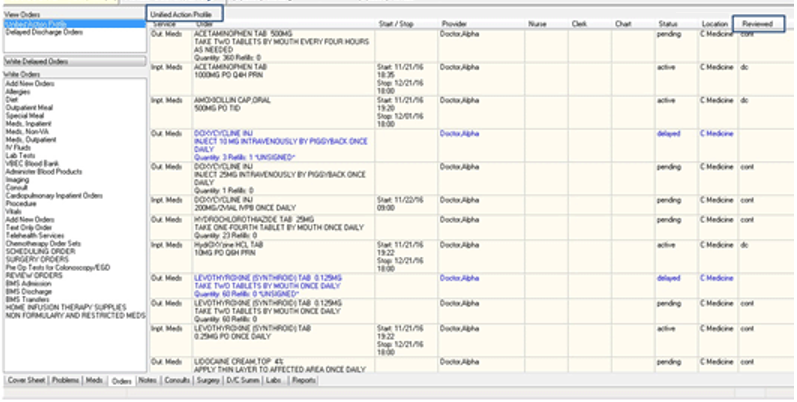 View Orders
Unified Action Profile
Delayed Discharge Orders
Write Delayed Orders
Write Orders
Add New Orders
Allergies
Diet
Outpatient Meal
Special Meal
Meds, Inpatient
Meds, Non-VA
Meds, Outpatient
IV Fluids
Lab Tests
VBEC Blood Bank
Administer Blood Products
Imaging
Consult
Cardiopulmonary Inpatient Orders
Procedure
Vitals
Add New Orders
Text Only Order
Telehealth Services
Chemotherapy Order Sets
SCHEDULING ORDER
SURGERY ORDERS
Pre Op Tests for Colonoscopy/EGD
REVIEW ORDERS
BMS Admission
BMS Discharge
BMS Transfers
HOME INFUSION THERAPY SUPPLIES
NON FORMULARY AND RESTRICTED MEDS
Unified Action Profile
Service Order Start / Stop Provider Nurse Clerk Chart Status Location Reviewed
Out. Meds ACETAMINOPHEN TAB 500MG Doctor,Alpha pending C Medicine cont
TAKE TWO TABLETS BY MOUTH EVERY FOUR HOURS
AS NEEDED
Quantity: 360 Refills: 0
Inpt. Meds ACETAMINOPHEN TAB Start: 11/21/16 Doctor,Alpha active C Medicine dc
1000MG PO Q4H PRN 18:35
Stop: 12/21/16
18:00
Inpt. Meds AMOXICILLIN CAP,ORAL Start: 11/21/16 Doctor,Alpha active C Medicine dc
500MG PO TID 19:20
Stop: 12/01/16
18:00
Out. Meds DOXYCYCLINE INJ Doctor,Alpha delayed C Medicine
INJECT 10 MG INTRAVENOUSLY BY PIGGYBACK ONCE
DAILY
Quantity: 3 Refills: 1 *UNSIGNED*
Out. Meds DOXYCYCLINE INJ Doctor,Alpha pending C Medicine cont
INJECT 25MG INTRAVENOUSLY BY PIGGYBACK ONCE
DAILY
Quantity: 1 Refills: 0
Inpt. Meds DOXYCYCLINE INJ Start: 11/22/16 Doctor,Alpha pending C Medicine cont
200MG/2VIAL IVPB ONCE DAILY 09:00
Out. Meds HYDROCHLOROTHIAZIDE TAB 25MG Doctor,Alpha pending C Medicine cont
TAKE ONE FOURTH TABLET BY MOUTH ONCE DAILY
Quantity: 23 Refills: 0
Inpt. Meds HydrOXYzine HCL TAB Start: 11/21/16 Doctor,Alpha active C Medicine dc
10MG PO Q6H PRN 19:22
Stop: 12/21/16
18:00
Out. Meds LEVOTHYROXINE (SYNTHROID) TAB 0.125MG Doctor,Alpha delayed C Medicine
TAKE TWO TABLETS BY MOUTH ONCE DAILY
Quantity: 60 Refills: 0 *UNSIGNED*
Out. Meds LEVOTHYROXINE (SYNTHROID) TAB 0.125MG Doctor,Alpha pending C Medicine cont
TAKE TWO TABLETS BY MOUTH ONCE DAILY
Quantity: 60 Refills: 0
Inpt. Meds LEVOTHYROXINE (SYNTHROID) TAB Start: 11/21/16 Doctor,Alpha active C Medicine cont
0.25MG PO ONCE DAILY 19:22
Stop: 12/21/16
18:00
Out. Meds LIDOCAINE CREAM,TOP 4% Doctor,Alpha pending C Medicine cont
APPLY THIN LAYER TO AFFECTED AREA ONCE DAILY
Cover Sheet Problems Meds Orders Notes Consults Surgery D/C Summ Labs Reports